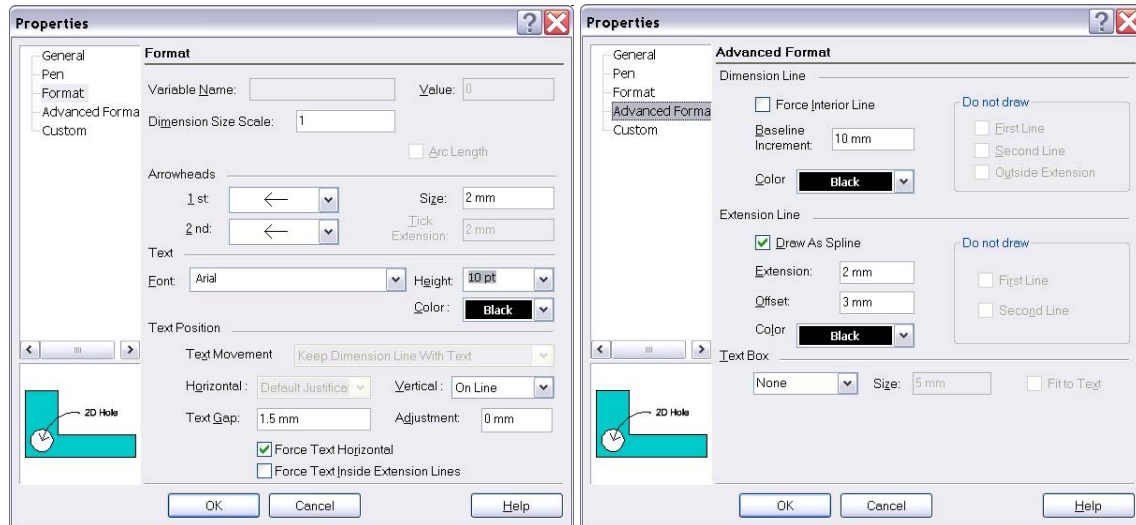 Properties
General
Pen
Format
Advanced Forma
Custom
2D Hole
Format
Variable Name:
Value: 0
Dimension Size Scale: 1
Arc Length
Arrowheads
1 st:
Size: 2 mm
2 nd:
Tick
Extension: 2 mm
Text
Font: Arial
Height: 10 pt
Color: Black
Text Position
Text Movement Keep Dimension Line With Text
Horizontal: Default Justifica
Vertical: On Line
Text Gap: 1.5 mm
Adjustment: 0 mm
Force Text Horizontal
Force Text Inside Extension Lines
OK Cancel Help
Properties
General
Pen
Format
Advanced Forma
Custom
2D Hole
Advanced Format
Dimension Line
Force Interior Line
Baseline
Increment: 10 mm
Color Black
Do not draw
First Line
Second Line
Outside Extension
Extension Line
Draw As Spline
Extension: 2 mm
Offset: 3 mm
Color Black
Do not draw
First Line
Second Line
Text Box
None Size: 5 mm Fit to Text
OK Cancel Help